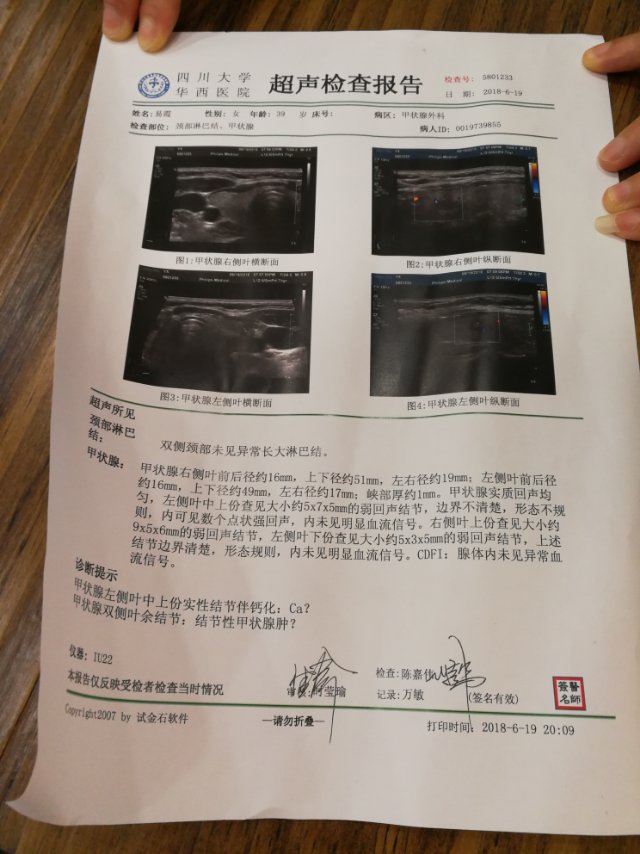 四川大学
华西医院
超声检查报告
检查号: 5801233
日 期: 2018-6-19
姓名:易霞 性别: 女 年龄: 39 岁 床号: 病区: 甲状腺外科
检查部位: 颈部淋巴结、甲状腺 病人ID: 0019739855
图1:甲状腺右侧叶横断面
图2:甲状腺右侧叶纵断面
图3:甲状腺左侧叶横断面
图4:甲状腺左侧叶纵断面
超声所见
颈部淋巴结:
双侧颈部未见异常长大淋巴结。
甲状腺:
甲状腺右侧叶前后径约16mm, 上下径约51mm, 左右径约19mm; 左侧叶前后径
约16mm, 上下径约49mm, 左右径约17mm; 峡部厚约1mm。甲状腺实质回声均
匀, 左侧叶中上份查见大小约5x7x5mm的弱回声结节, 边界不清楚, 形态不规
则, 内可见数个点状强回声, 内未见明显血流信号。右侧叶上份查见大小约
9x5x6mm的弱回声结节, 左侧叶下份查见大小约5x3x5mm的弱回声结节, 上述
结节边界清楚, 形态规则, 内未见明显血流信号。CDFI: 腺体内未见异常血
流信号。
诊断提示
甲状腺左侧叶中上份实性结节伴钙化: Ca?
甲状腺双侧叶余结节: 结节性甲状腺肿?
仪器: IU22
检查: 陈嘉
本报告仅反映受检者检查当时情况
莹瑜
记录: 万敏 (签名有效)
醫師
簽名
Copyright2007 by 试金石软件
—请勿折叠—
打印时间: 2018-6-19 20:09